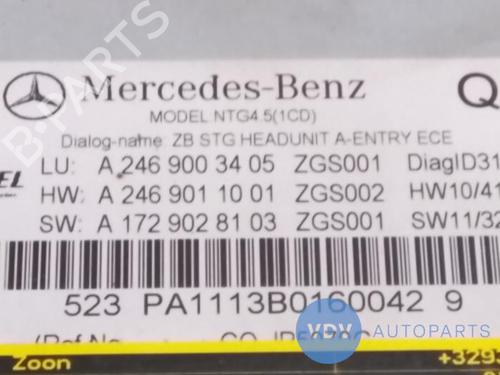 Mercedes-Benz Q
MODEL NTG4.5(1CD)
Dialog-name: ZB STG HEADUNIT A-ENTRY ECE
LU: A 246 900 34 05 ZGS001 DiagID31
HW: A 246 901 10 01 ZGS002 HW10/41
SW: A 172 902 81 03 ZGS001 SW11/32
EL
523 PA1113B0160042 9
VDV AUTOPARTS
Zoon +3293
B-PARTS